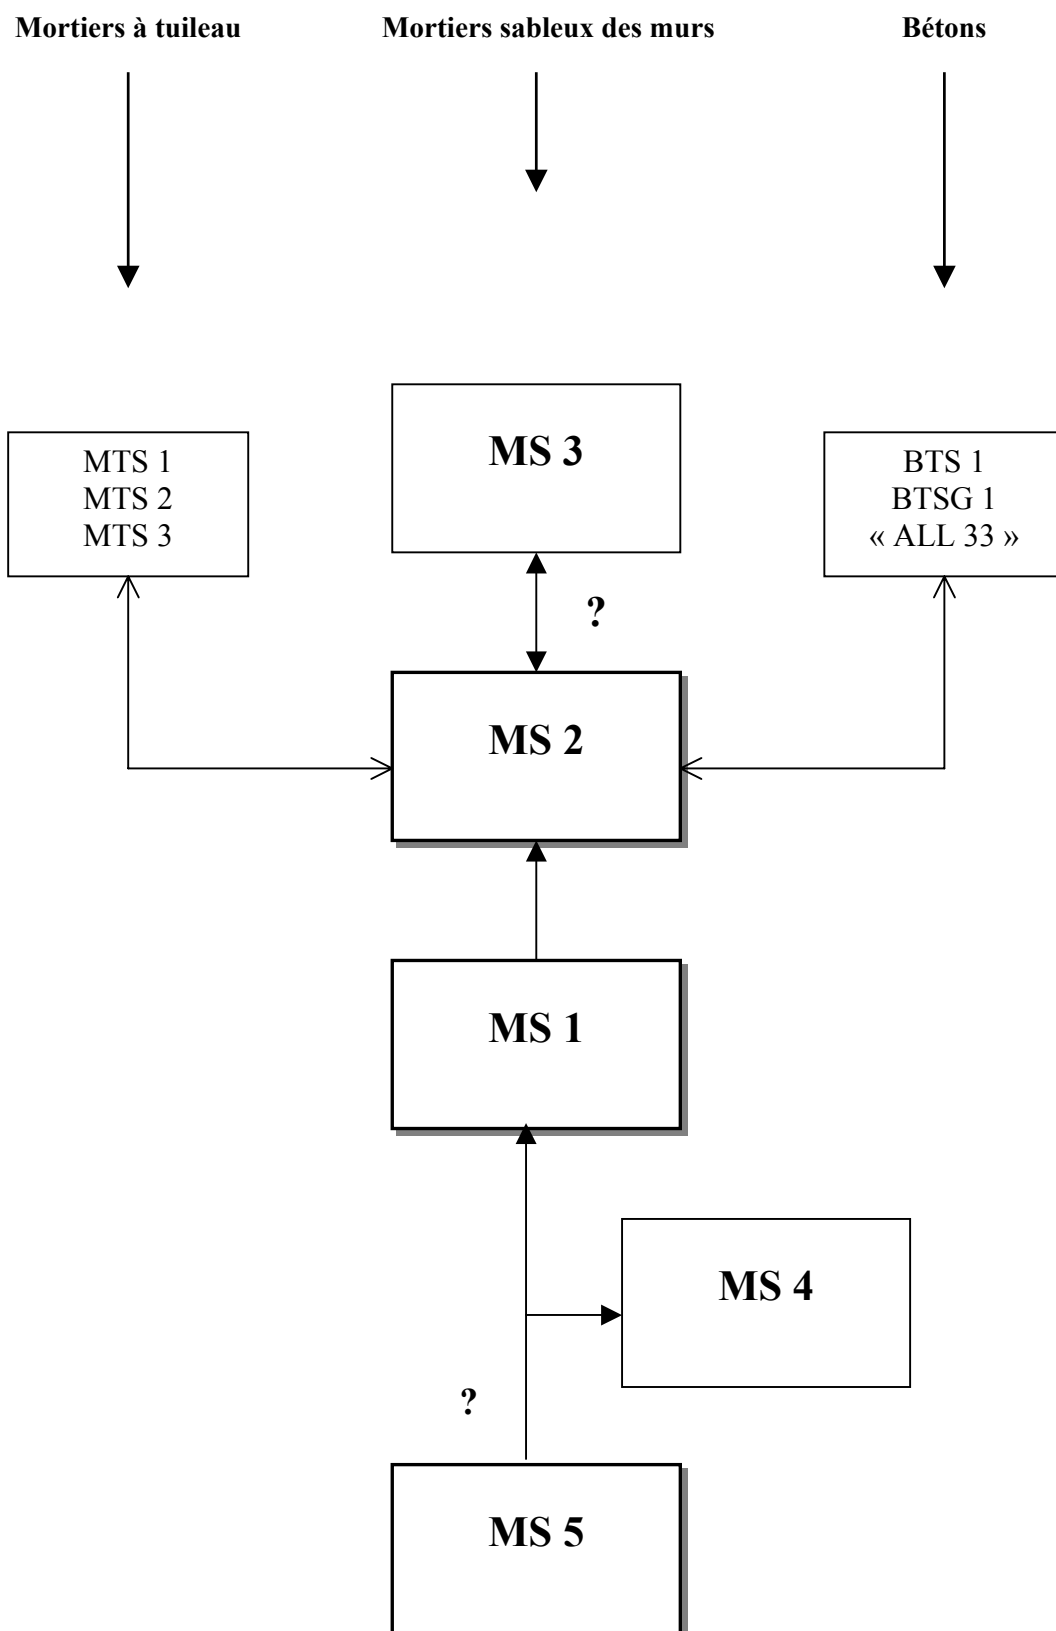 Mortiers à tuileau
Mortiers sableux des murs
Bétons
MS 3
MTS 1
MTS 2
MTS 3
BTS 1
BTSG 1
« ALL 33 »
?
MS 2
MS 1
MS 4
?
MS 5